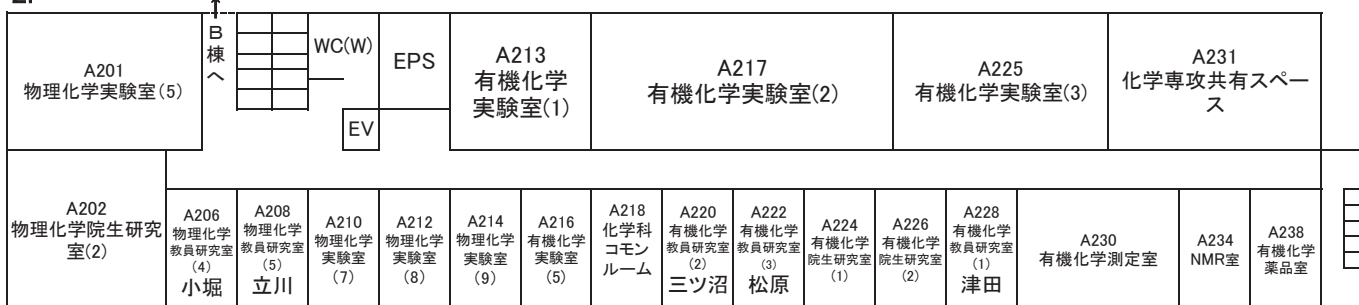 2F
B
棟
へ
WC(W)
EPS
EV
A201
物理化学実験室(5)
A213
有機化学
実験室(1)
A217
有機化学実験室(2)
A225
有機化学実験室(3)
A231
化学専攻共有スペー
ス
A202
物理化学院生研究
室(2)
A206
物理化学
教員研究室
(4)
小堀
A208
物理化学
教員研究室
(5)
立川
A210
物理化学
実験室
(7)
A212
物理化学
実験室
(8)
A214
物理化学
実験室
(9)
A216
有機化学
実験室
(5)
A218
化学科
コモン
ルーム
A220
有機化学
教員研究室
(2)
三ツ沼
A222
有機化学
教員研究室
(3)
松原
A224
有機化学
院生研究室
(1)
A226
有機化学
院生研究室
(2)
A228
有機化学
教員研究室
(1)
津田
A230
有機化学測定室
A234
NMR室
A238
有機化学
薬品室